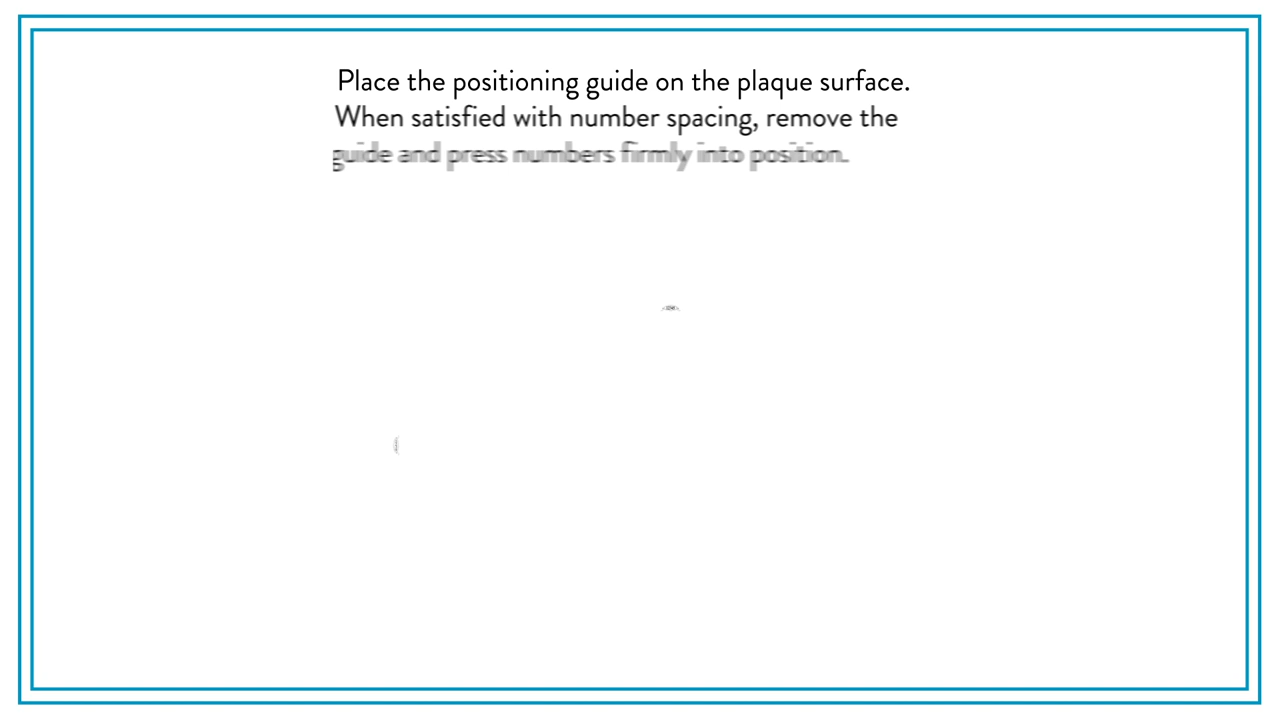 Place the positioning guide on the plaque surface.
When satisfied with number spacing, remove the
guide and press numbers firmly into position.